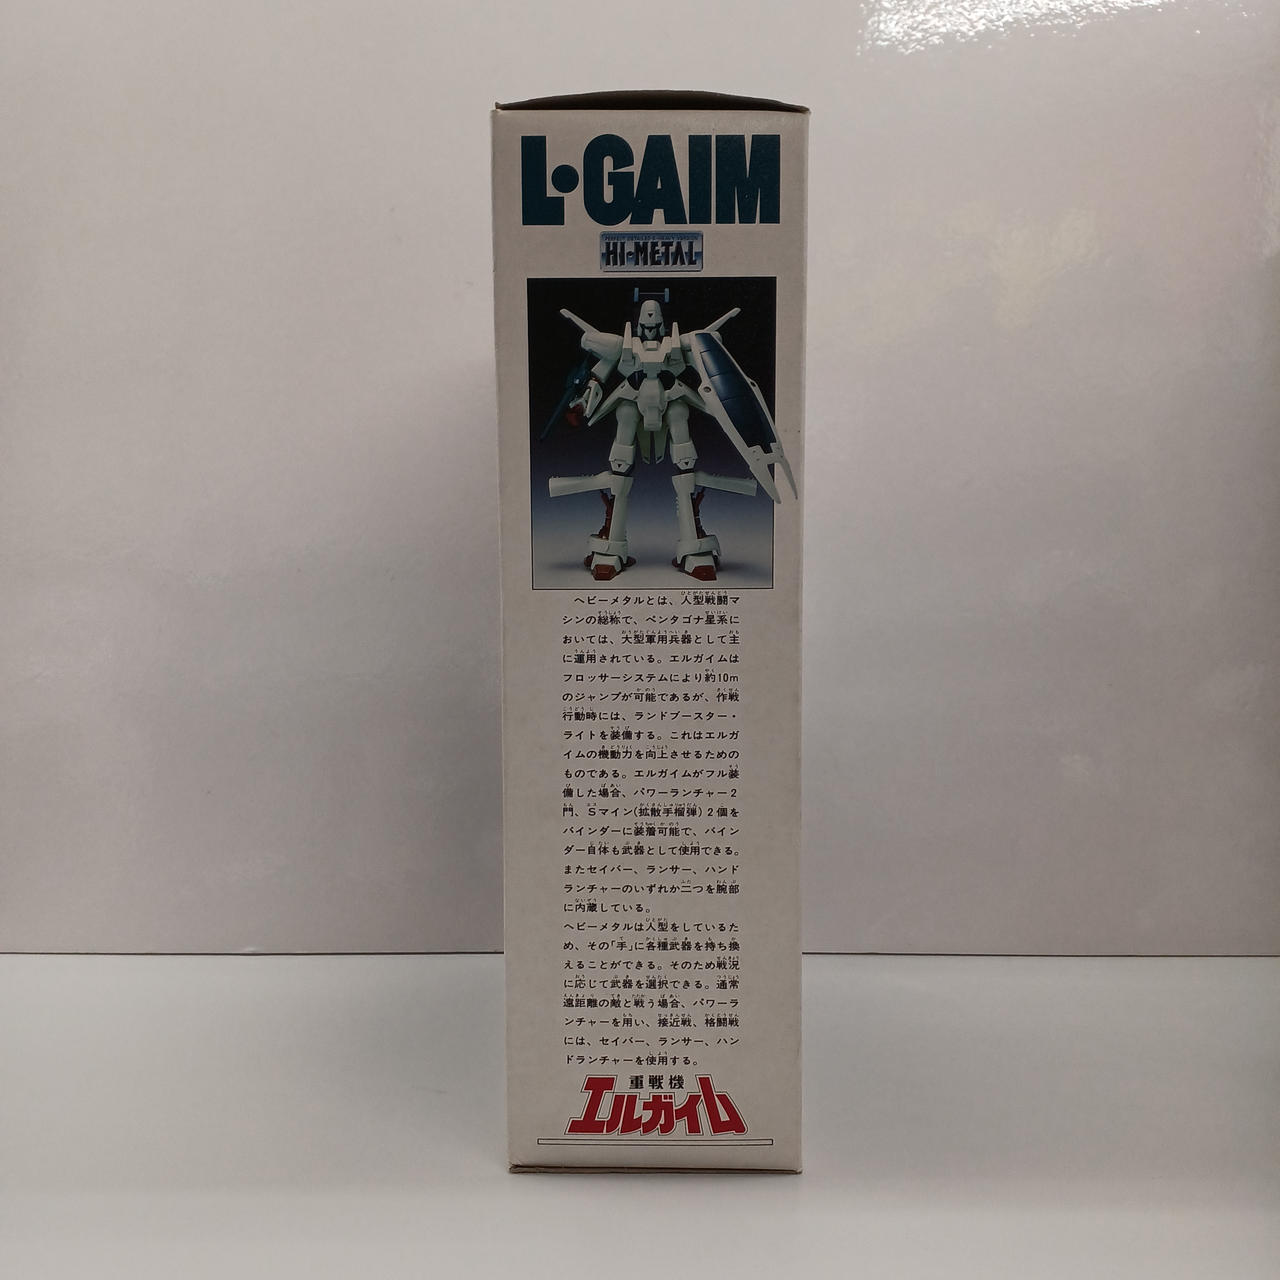 L·GAIM
PERFECT DETAILED & HEAVY VERSION
HI-METAL
ヘビーメタルとは、人型戦闘マ
シンの総称で、ペンタゴナ星系に
おいては、大型軍用兵器として主
に運用されている。エルガイムは
フロッサーシステムにより約10m
のジャンプが可能であるが、作戦
行動時には、ランドブースター・
ライトを装備する。これはエルガ
イムの機動力を向上させるための
ものである。エルガイムがフル装
備した場合、パワーランチャー2
門、Sマイン(拡散手榴弾)2個を
バインダーに装着可能で、バイン
ダー自体も武器として使用できる。
またセイバー、ランサー、ハンド
ランチャーのいずれか二つを腕部
に内蔵している。
ヘビーメタルは人型をしているた
め、その「手」に各種武器を持ち換
えることができる。そのため戦況
に応じて武器を選択できる。通常
遠距離の敵と戦う場合、パワーラ
ンチャーを用い、接近戦、格闘戦
には、セイバー、ランサー、ハン
ドランチャーを使用する。
重戦機
エルガイム